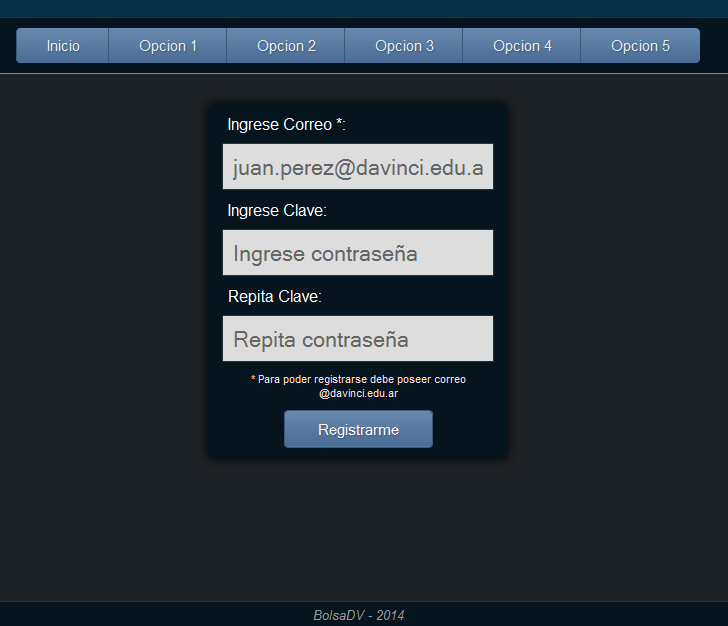 Inicio Opcion 1 Opcion 2 Opcion 3 Opcion 4 Opcion 5
Ingrese Correo *:
juan.perez@davinci.edu.a
Ingrese Clave:
Ingrese contraseña
Repita Clave:
Repita contraseña
* Para poder registrarse debe poseer correo
@davinci.edu.ar
Registrarme
BolsaDV - 2014